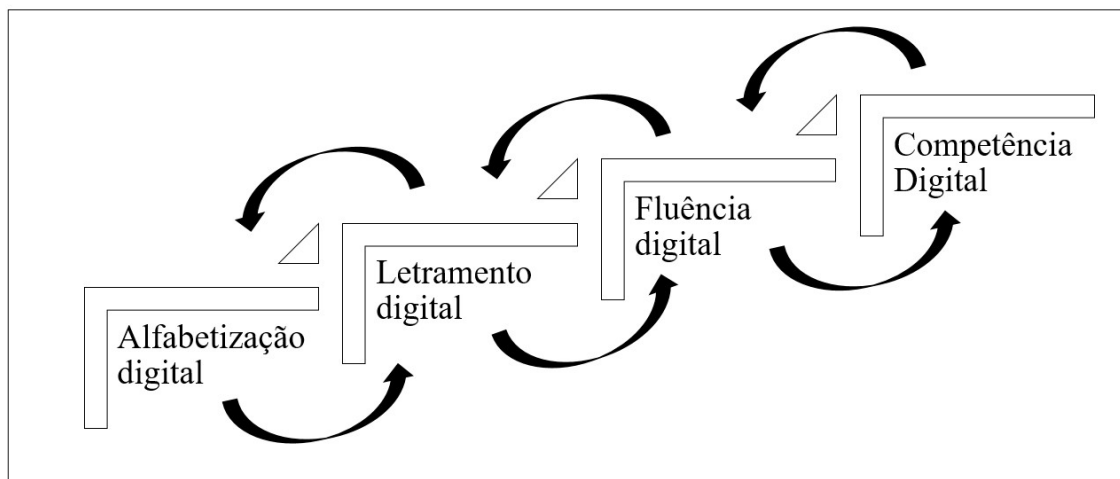 Alfabetização
digital
Letramento
digital
Fluência
digital
Competência
Digital